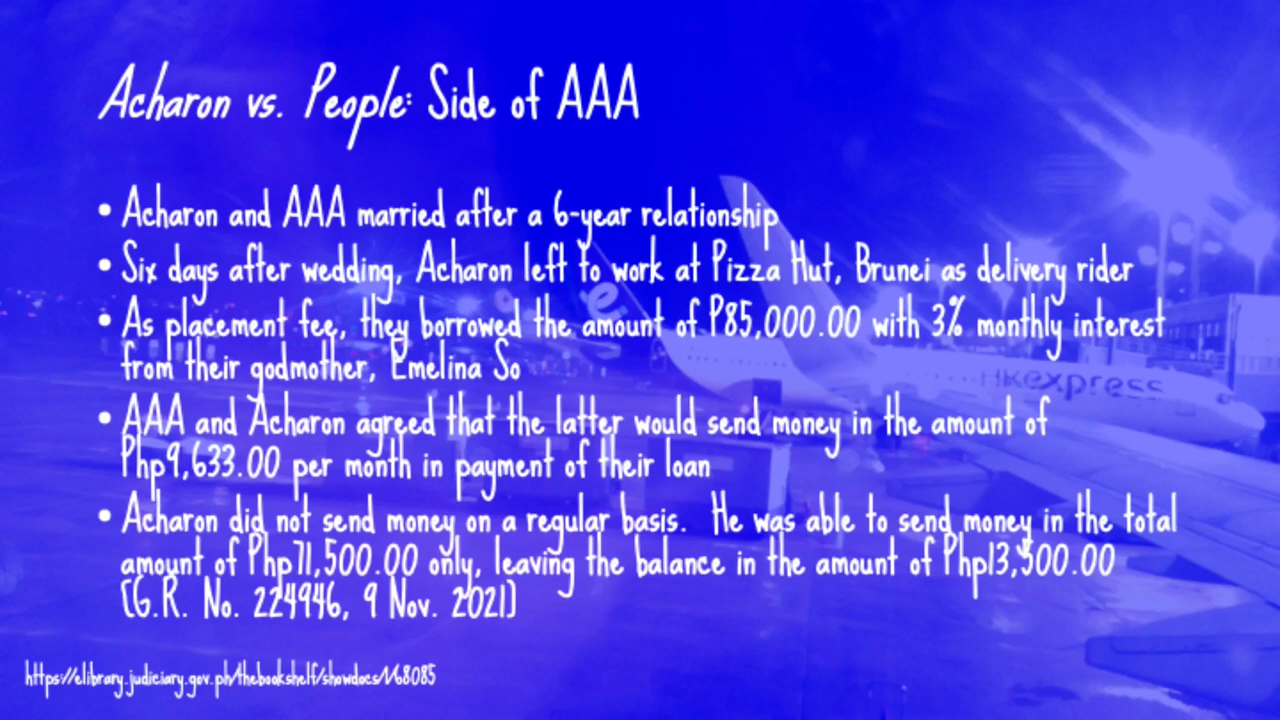 Acharon vs. People: Side of AAA
• Acharon and AAA married after a 6-year relationship
• Six days after wedding, Acharon left to work at Pizza Hut, Brunei as delivery rider
• As placement fee, they borrowed the amount of P85,000.00 with 3% monthly interest
from their godmother, Emelina So
• AAA and Acharon agreed that the latter would send money in the amount of
Php9,633.00 per month in payment of their loan
• Acharon did not send money on a regular basis. He was able to send money in the total
amount of Php71,500.00 only, leaving the balance in the amount of Php13,500.00
(G.R. No. 224946, 9 Nov. 2021)
HKexpress
https://elibrary.judiciary.gov.ph/thebookshelf/showdocs/1/68085